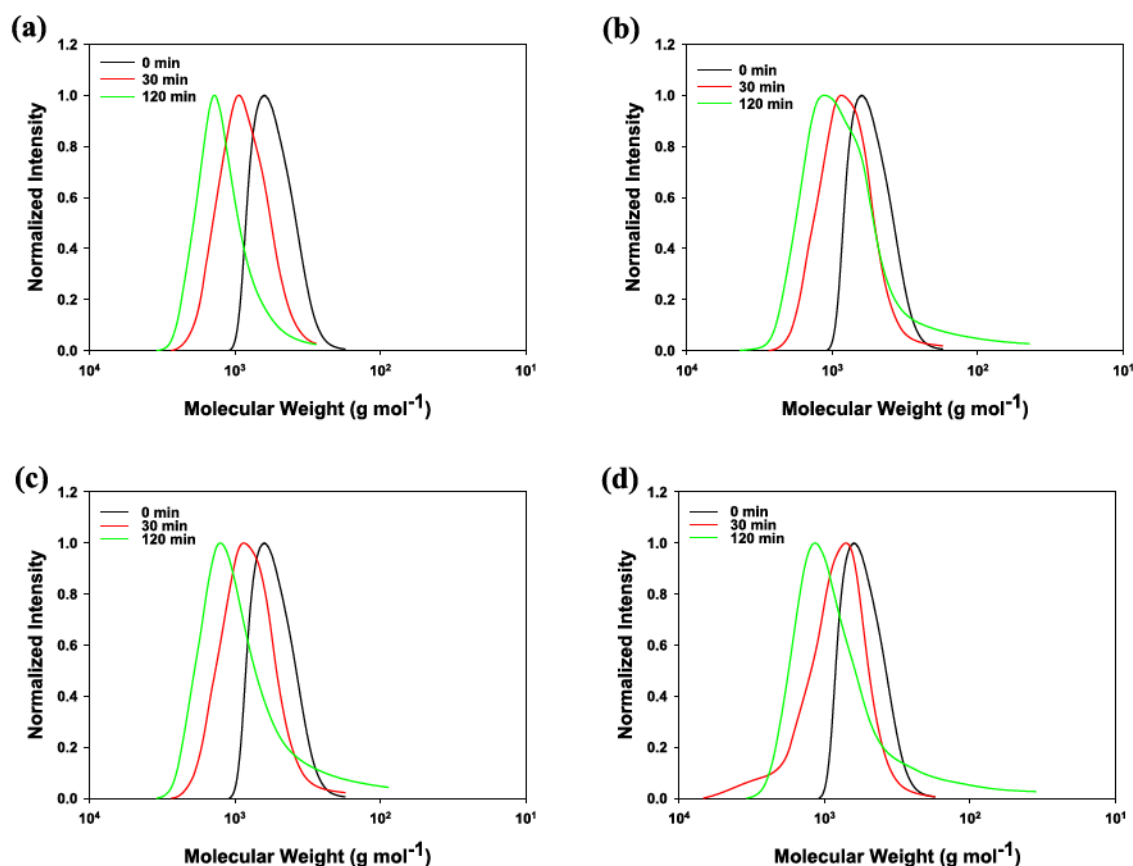 (a)
1.2
1.0
0.8
0.6
0.4
0.2
0.0
Normalized Intensity
0 min
30 min
120 min
10⁴
10³
10²
10¹
Molecular Weight (g mol⁻¹)
(b)
1.2
1.0
0.8
0.6
0.4
0.2
0.0
Normalized Intensity
0 min
30 min
120 min
10⁴
10³
10²
10¹
Molecular Weight (g mol⁻¹)
(c)
1.2
1.0
0.8
0.6
0.4
0.2
0.0
Normalized Intensity
0 min
30 min
120 min
10⁴
10³
10²
10¹
Molecular Weight (g mol⁻¹)
(d)
1.2
1.0
0.8
0.6
0.4
0.2
0.0
Normalized Intensity
0 min
30 min
120 min
10⁴
10³
10²
10¹
Molecular Weight (g mol⁻¹)